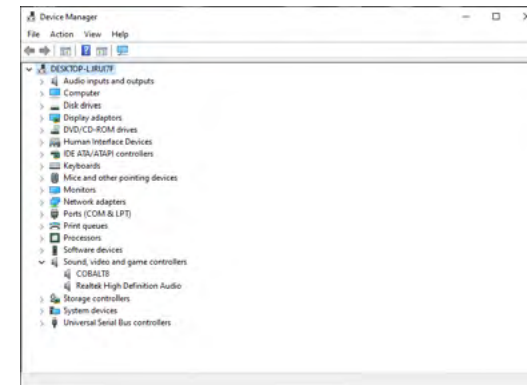 Device Manager
File Action View Help
DESKTOP-LJRUI7F
Audio inputs and outputs
Computer
Disk drives
Display adaptors
DVD/CD-ROM drives
Human Interface Devices
IDE ATA/ATAPI controllers
Keyboards
Mice and other pointing devices
Monitors
Network adapters
Ports (COM & LPT)
Print queues
Processors
Software devices
Sound, video and game controllers
COBALT8
Realtek High Definition Audio
Storage controllers
System devices
Universal Serial Bus controllers